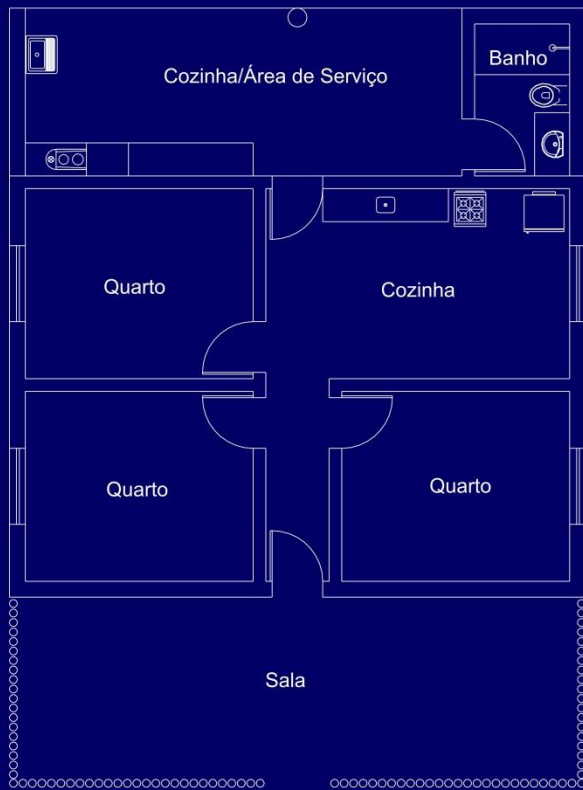 Banho
Cozinha/Área de Serviço
Quarto
Cozinha
Quarto
Quarto
Sala